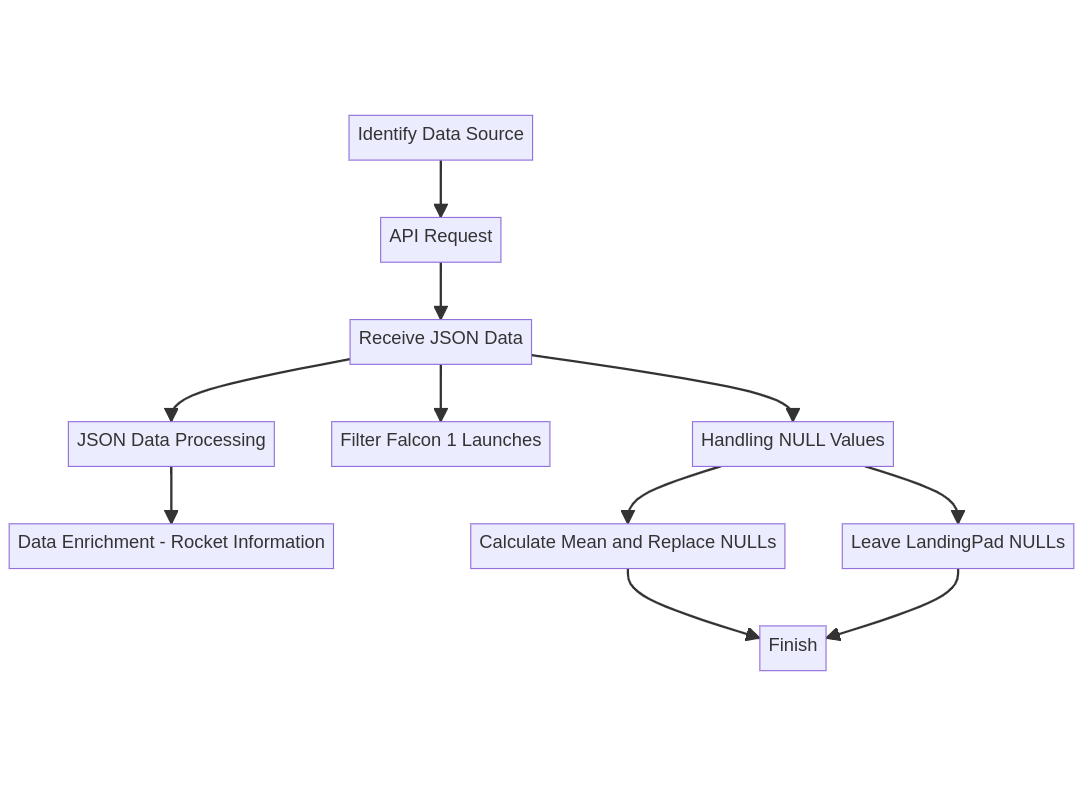 Identify Data Source
API Request
Receive JSON Data
JSON Data Processing
Filter Falcon 1 Launches
Handling NULL Values
Data Enrichment - Rocket Information
Calculate Mean and Replace NULLs
Leave LandingPad NULLs
Finish